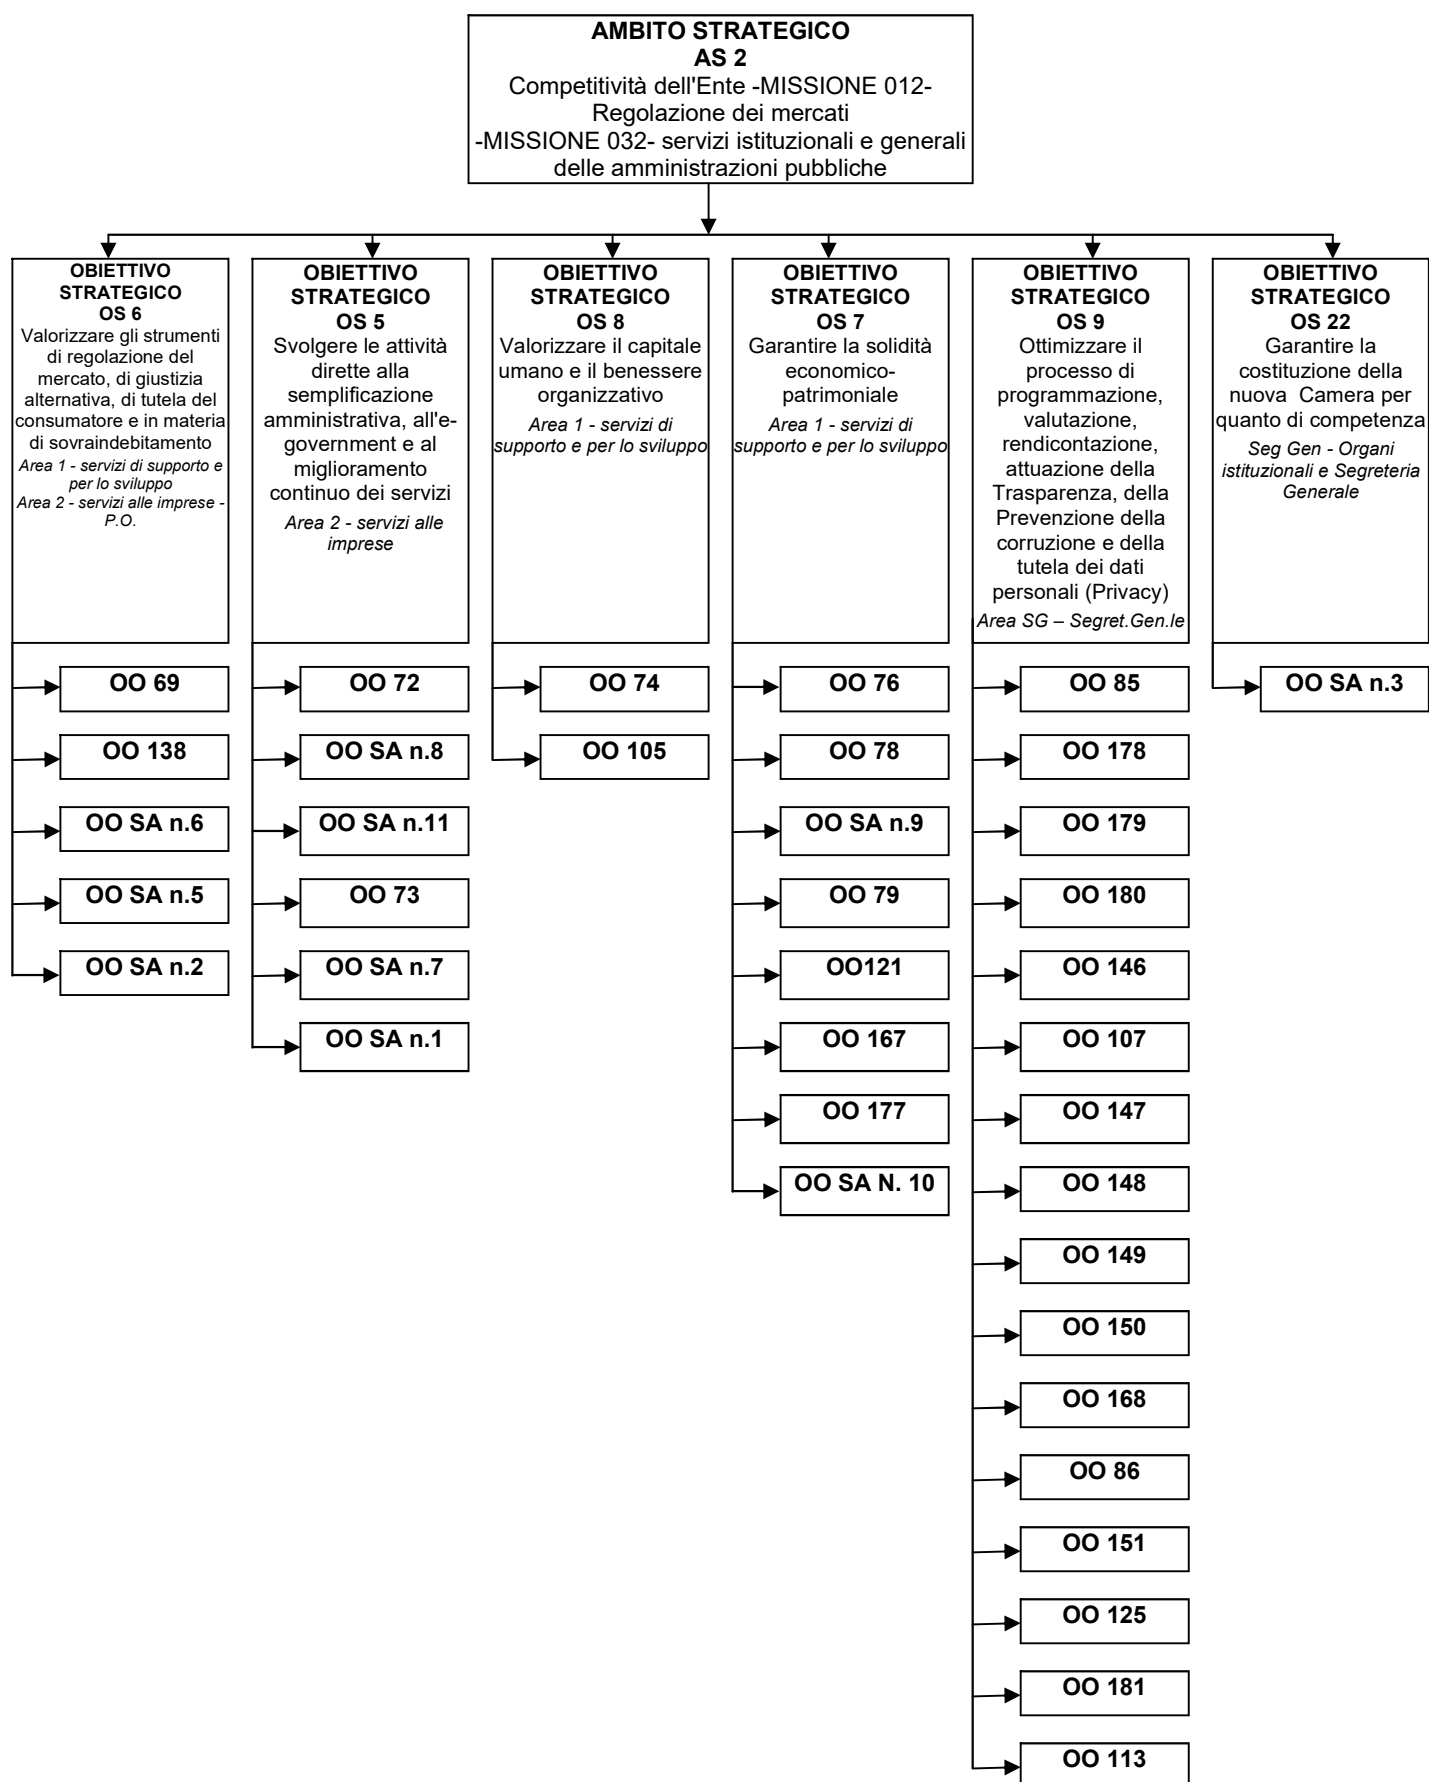 AMBITO STRATEGICO
AS 2
Competitività dell'Ente -MISSIONE 012-
Regolazione dei mercati
-MISSIONE 032- servizi istituzionali e generali
delle amministrazioni pubbliche
OBIETTIVO
STRATEGICO
OS 6
Valorizzare gli strumenti
di regolazione del
mercato, di giustizia
alternativa, di tutela del
consumatore e in materia
di sovraindebitamento
Area 1 - servizi di supporto e
per lo sviluppo
Area 2 - servizi alle imprese -
P.O.
OO 69
OO 138
OO SA n.6
OO SA n.5
OO SA n.2
OBIETTIVO
STRATEGICO
OS 5
Svolgere le attività
dirette alla
semplificazione
amministrativa, all'e-
government e al
miglioramento
continuo dei servizi
Area 2 - servizi alle
imprese
OO 72
OO SA n.8
OO SA n.11
OO 73
OO SA n.7
OO SA n.1
OBIETTIVO
STRATEGICO
OS 8
Valorizzare il capitale
umano e il benessere
organizzativo
Area 1 - servizi di
supporto e per lo sviluppo
OO 74
OO 105
OBIETTIVO
STRATEGICO
OS 7
Garantire la solidità
economico-
patrimoniale
Area 1 - servizi di
supporto e per lo sviluppo
OO 76
OO 78
OO SA n.9
OO 79
OO121
OO 167
OO 177
OO SA N. 10
OBIETTIVO
STRATEGICO
OS 9
Ottimizzare il
processo di
programmazione,
valutazione,
rendicontazione,
attuazione della
Trasparenza, della
Prevenzione della
corruzione e della
tutela dei dati
personali (Privacy)
Area SG – Segret.Gen.le
OO 85
OO 178
OO 179
OO 180
OO 146
OO 107
OO 147
OO 148
OO 149
OO 150
OO 168
OO 86
OO 151
OO 125
OO 181
OO 113
OBIETTIVO
STRATEGICO
OS 22
Garantire la
costituzione della
nuova Camera per
quanto di competenza
Seg Gen - Organi
istituzionali e Segreteria
Generale
OO SA n.3